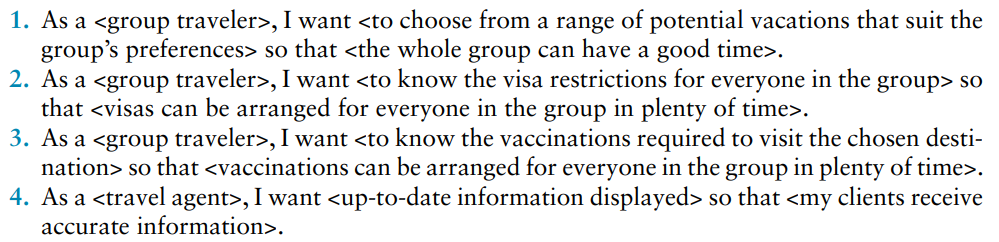 1. As a <group traveler>, I want <to choose from a range of potential vacations that suit the
group’s preferences> so that <the whole group can have a good time>.
2. As a <group traveler>, I want <to know the visa restrictions for everyone in the group> so
that <visas can be arranged for everyone in the group in plenty of time>.
3. As a <group traveler>, I want <to know the vaccinations required to visit the chosen desti-
nation> so that <vaccinations can be arranged for everyone in the group in plenty of time>.
4. As a <travel agent>, I want <up-to-date information displayed> so that <my clients receive
accurate information>.